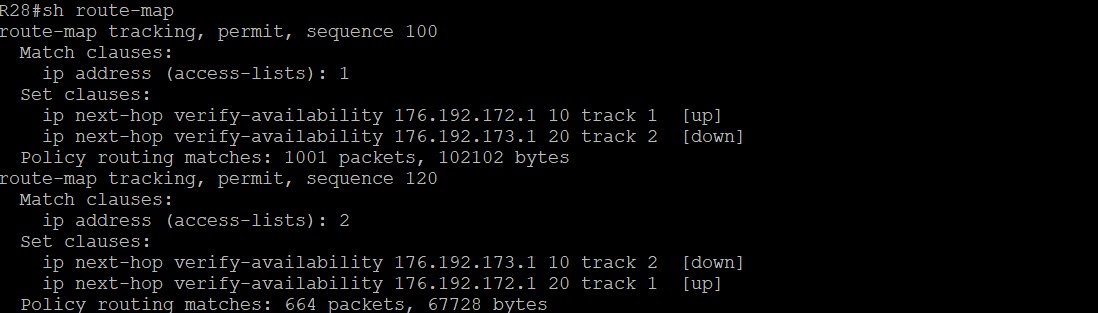 R28#sh route-map
route-map tracking, permit, sequence 100
  Match clauses:
    ip address (access-lists): 1
  Set clauses:
    ip next-hop verify-availability 176.192.172.1 10 track 1  [up]
    ip next-hop verify-availability 176.192.173.1 20 track 2  [down]
  Policy routing matches: 1001 packets, 102102 bytes
route-map tracking, permit, sequence 120
  Match clauses:
    ip address (access-lists): 2
  Set clauses:
    ip next-hop verify-availability 176.192.173.1 10 track 2  [down]
    ip next-hop verify-availability 176.192.172.1 20 track 1  [up]
  Policy routing matches: 664 packets, 67728 bytes